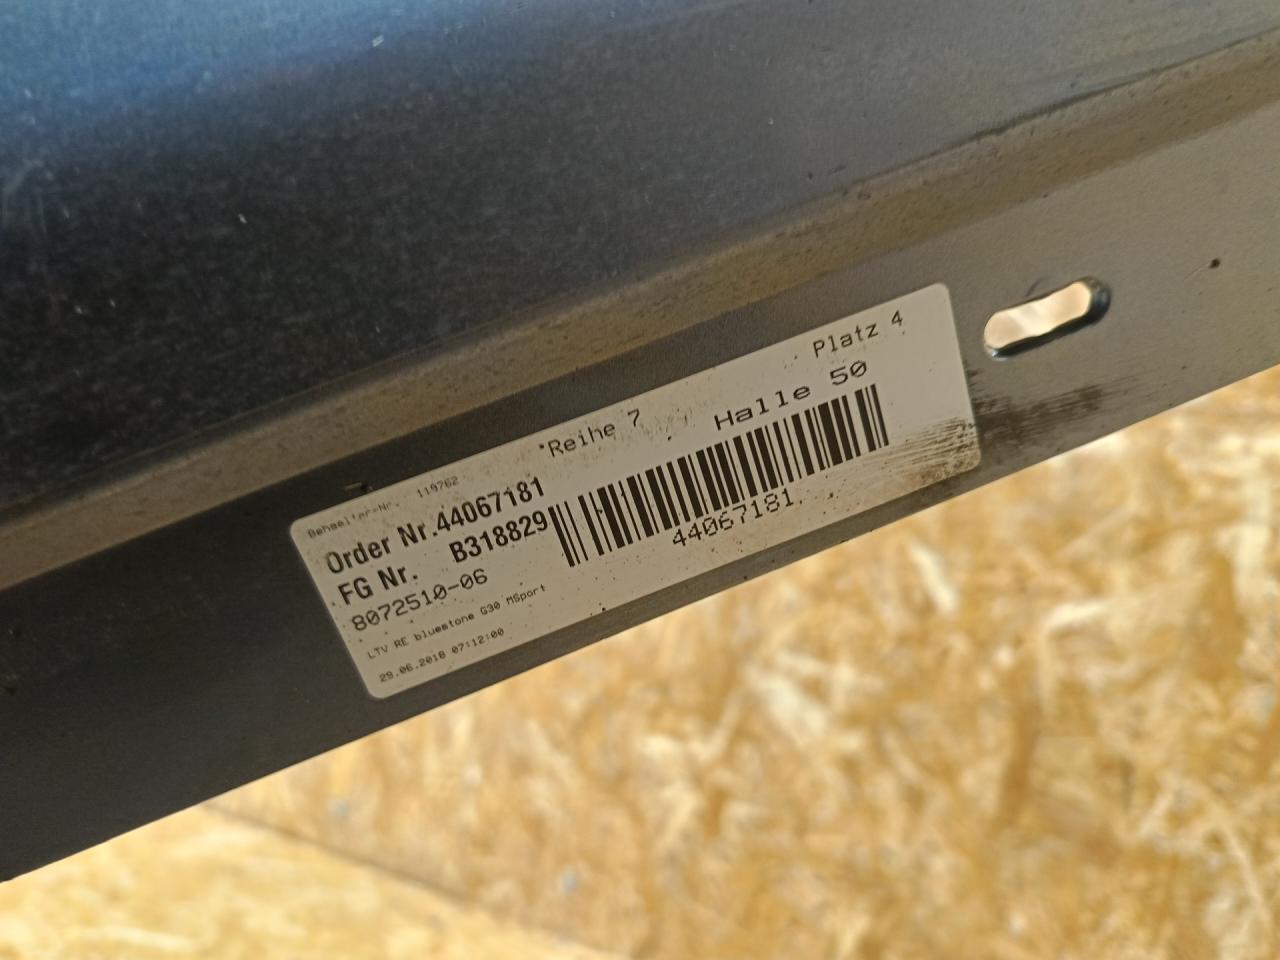 Behaelter-Nr. 119762
Reihe 7
Platz 4
Halle 50
Order Nr.44067181
FG Nr. B318829
44067181
8072510-06
LTV RE bluestone G30 MSport
29.06.2018 07:12:00